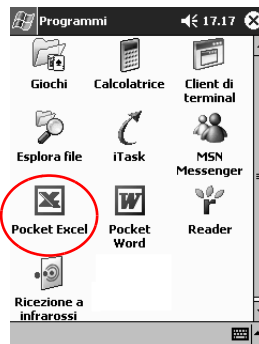 Programmi 17.17
Giochi Calcolatrice Client di
terminal
Esplora file iTask MSN
Messenger
Pocket Excel Pocket
Word Reader
Ricezione a
infrarossi